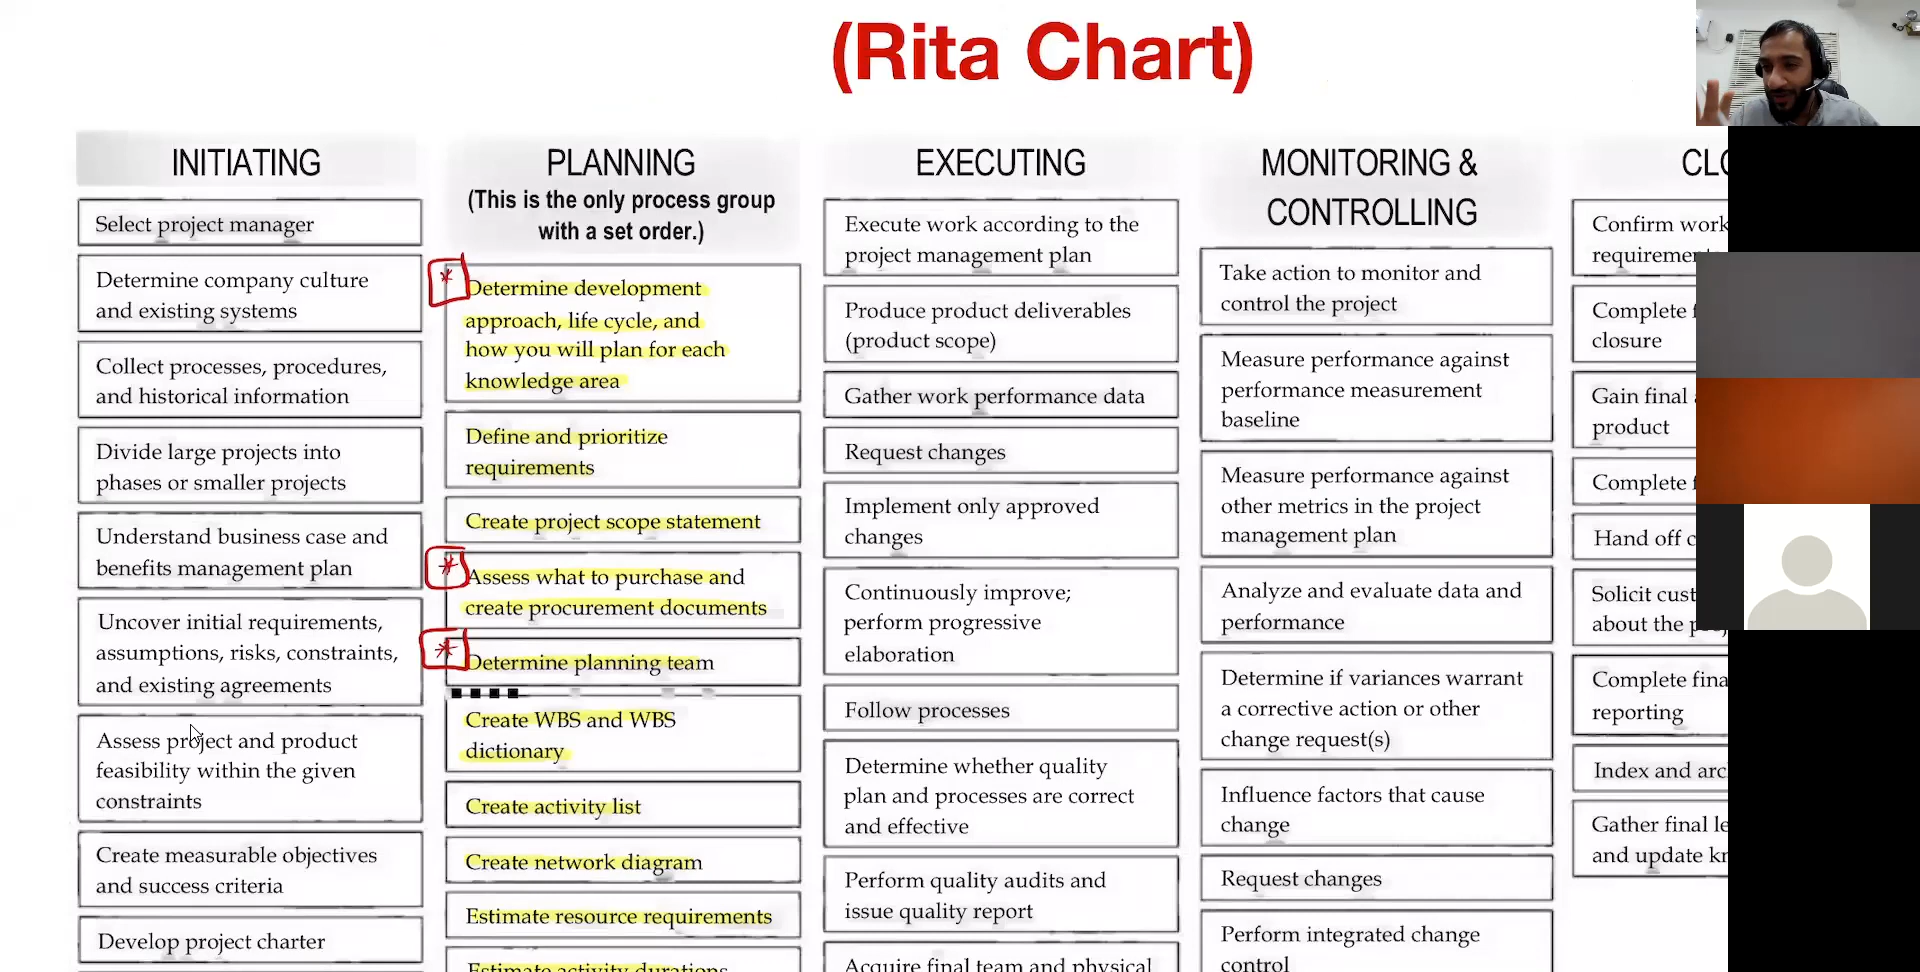 (Rita Chart)
INITIATING
Select project manager
Determine company culture
and existing systems
Collect processes, procedures,
and historical information
Divide large projects into
phases or smaller projects
Understand business case and
benefits management plan
Uncover initial requirements,
assumptions, risks, constraints,
and existing agreements
Assess project and product
feasibility within the given
constraints
Create measurable objectives
and success criteria
Develop project charter
PLANNING
(This is the only process group
with a set order.)
*
Determine development
approach, life cycle, and
how you will plan for each
knowledge area
Define and prioritize
requirements
Create project scope statement
*
Assess what to purchase and
create procurement documents
*
Determine planning team
Create WBS and WBS
dictionary
Create activity list
Create network diagram
Estimate resource requirements
Estimate activity durations
EXECUTING
Execute work according to the
project management plan
Produce product deliverables
(product scope)
Gather work performance data
Request changes
Implement only approved
changes
Continuously improve;
perform progressive
elaboration
Follow processes
Determine whether quality
plan and processes are correct
and effective
Perform quality audits and
issue quality report
Acquire final team and physical
MONITORING &
CONTROLLING
Take action to monitor and
control the project
Measure performance against
performance measurement
baseline
Measure performance against
other metrics in the project
management plan
Analyze and evaluate data and
performance
Determine if variances warrant
a corrective action or other
change request(s)
Influence factors that cause
change
Request changes
Perform integrated change
control
CLO
Confirm work
Complete
closure
Gain final
product
Complete
Hand off
Solicit
about the
Complete
reporting
Index and
Gather final
and update